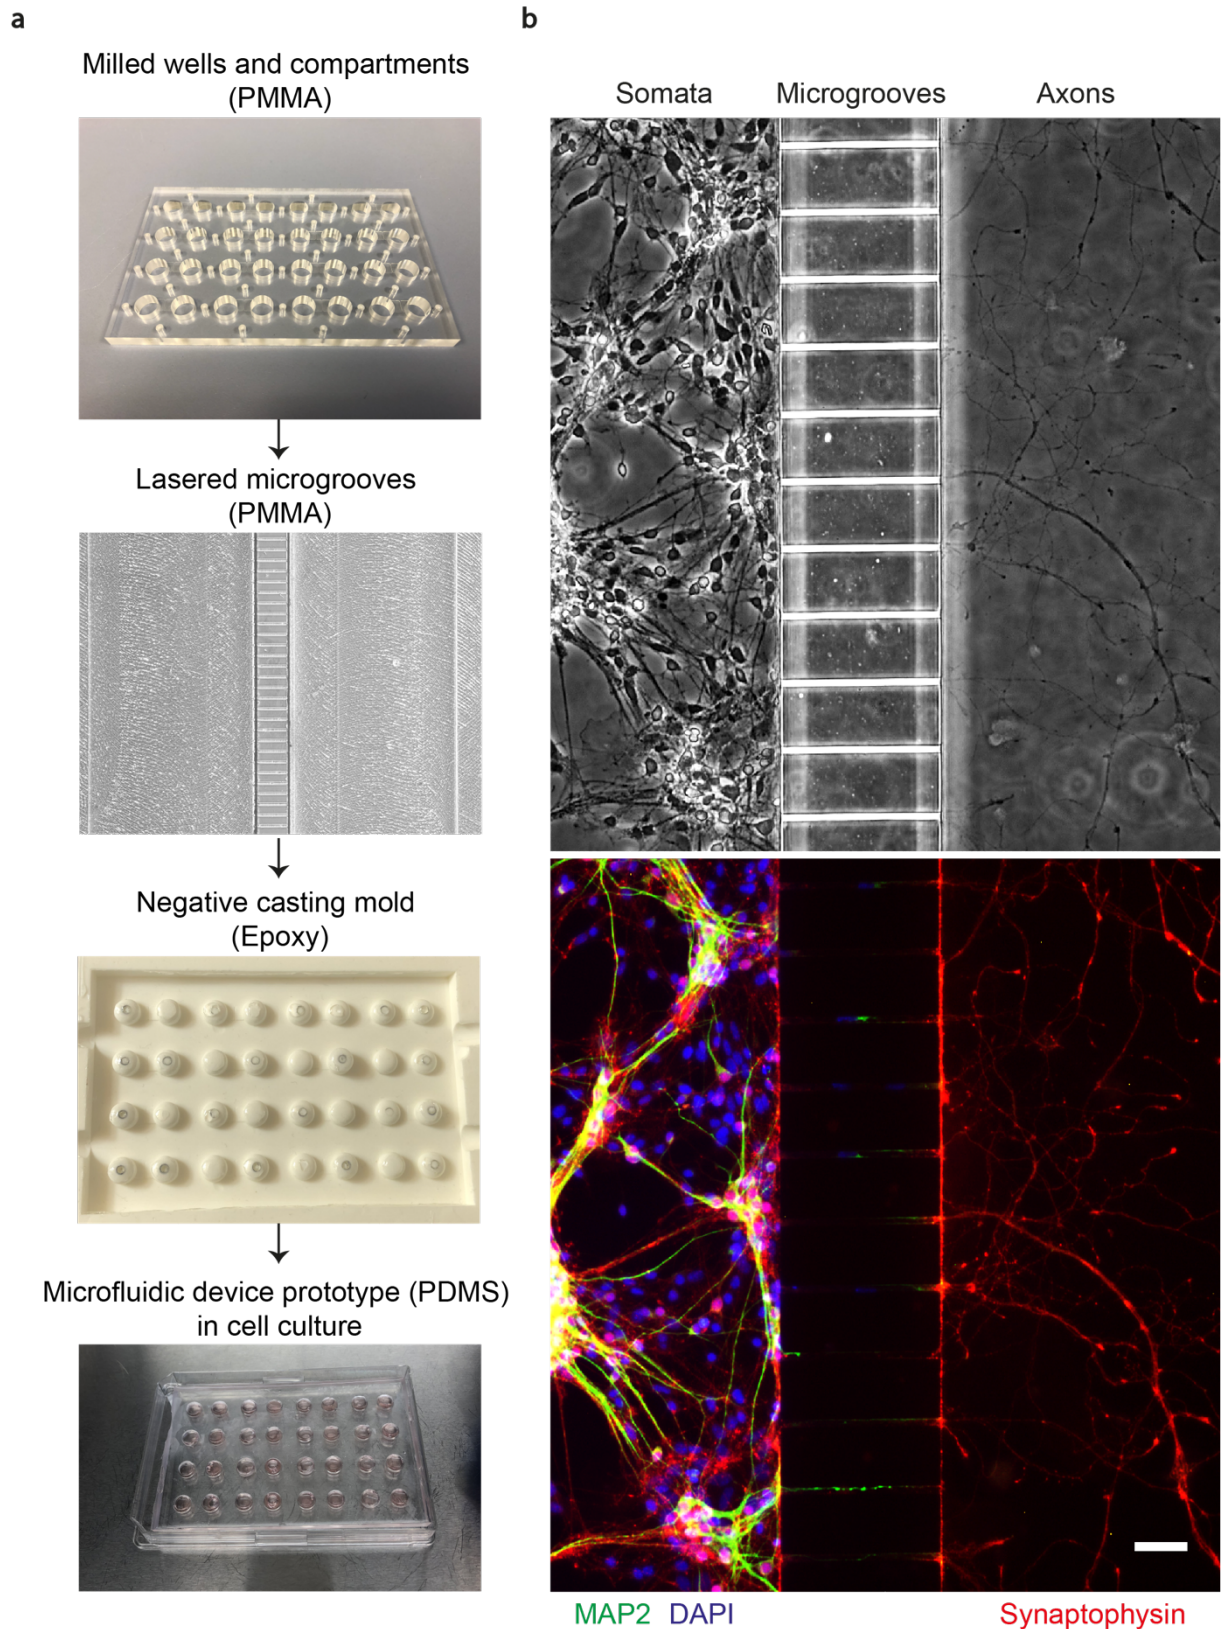 a
Milled wells and compartments
(PMMA)
Lasered microgrooves
(PMMA)
Negative casting mold
(Epoxy)
Microfluidic device prototype (PDMS)
in cell culture
b
Somata Microgrooves Axons
MAP2 DAPI Synaptophysin